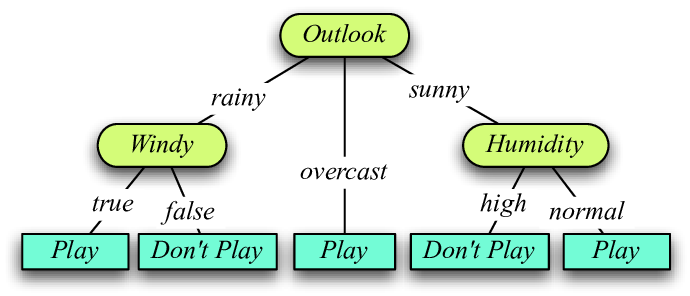 Outlook
rainy
sunny
Windy
overcast
Humidity
true
false
high
normal
Play
Don't Play
Play
Don't Play
Play